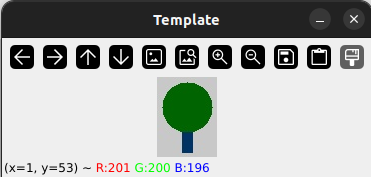 Template
(x=1, y=53) ~ R:201 G:200 B:196